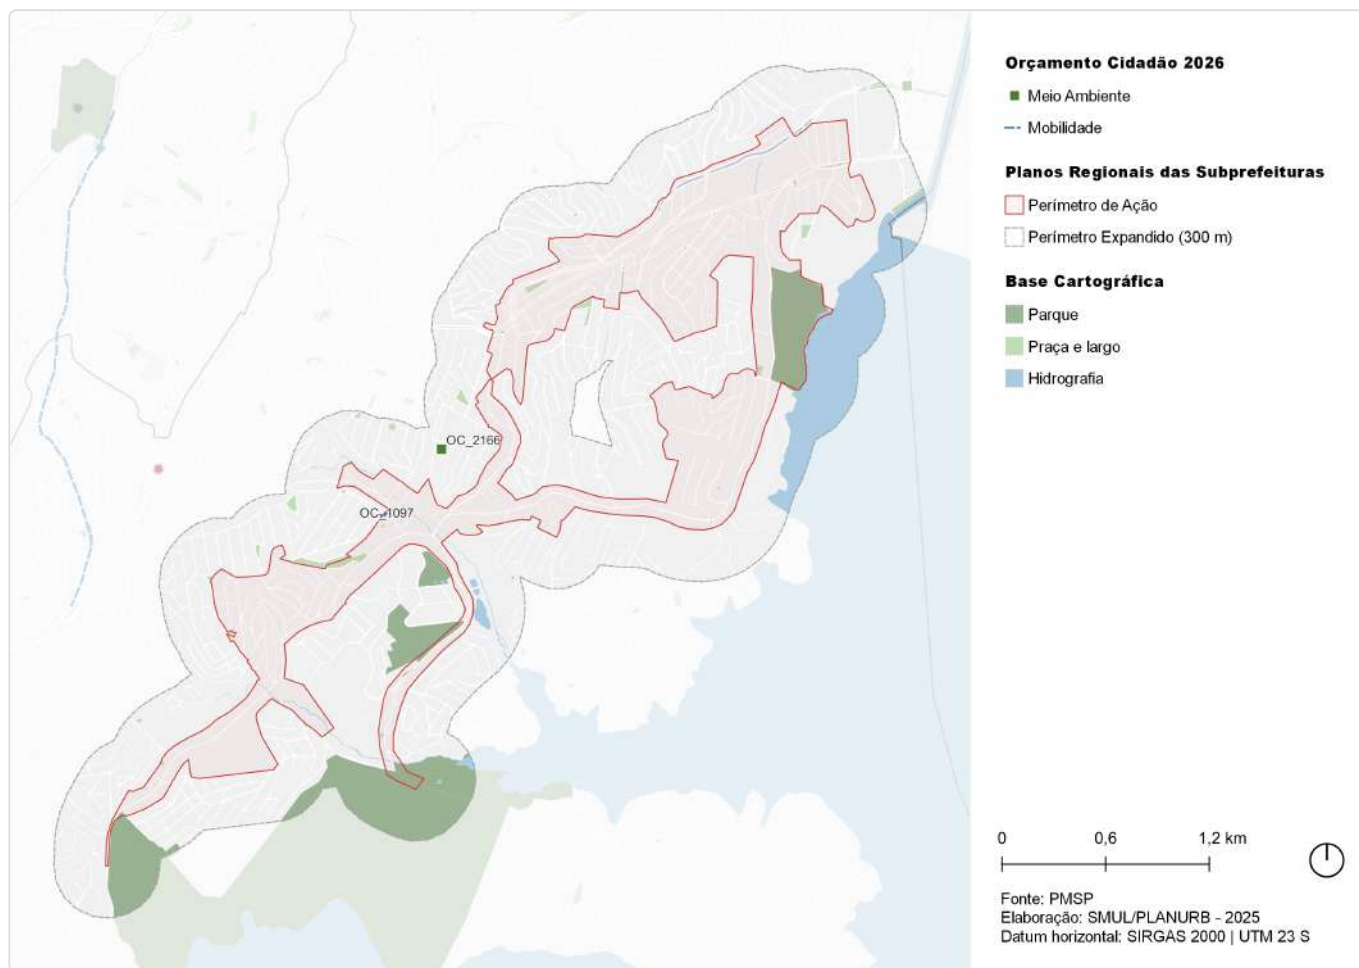 Orçamento Cidadão 2026
Meio Ambiente
Mobilidade
Planos Regionais das Subprefeituras
Perímetro de Ação
Perímetro Expandido (300 m)
Base Cartográfica
Parque
Praça e largo
Hidrografia
OC_2166
OC_1097
0 0,6 1,2 km
Fonte: PMSP
Elaboração: SMUL/PLANURB - 2025
Datum horizontal: SIRGAS 2000 | UTM 23 S